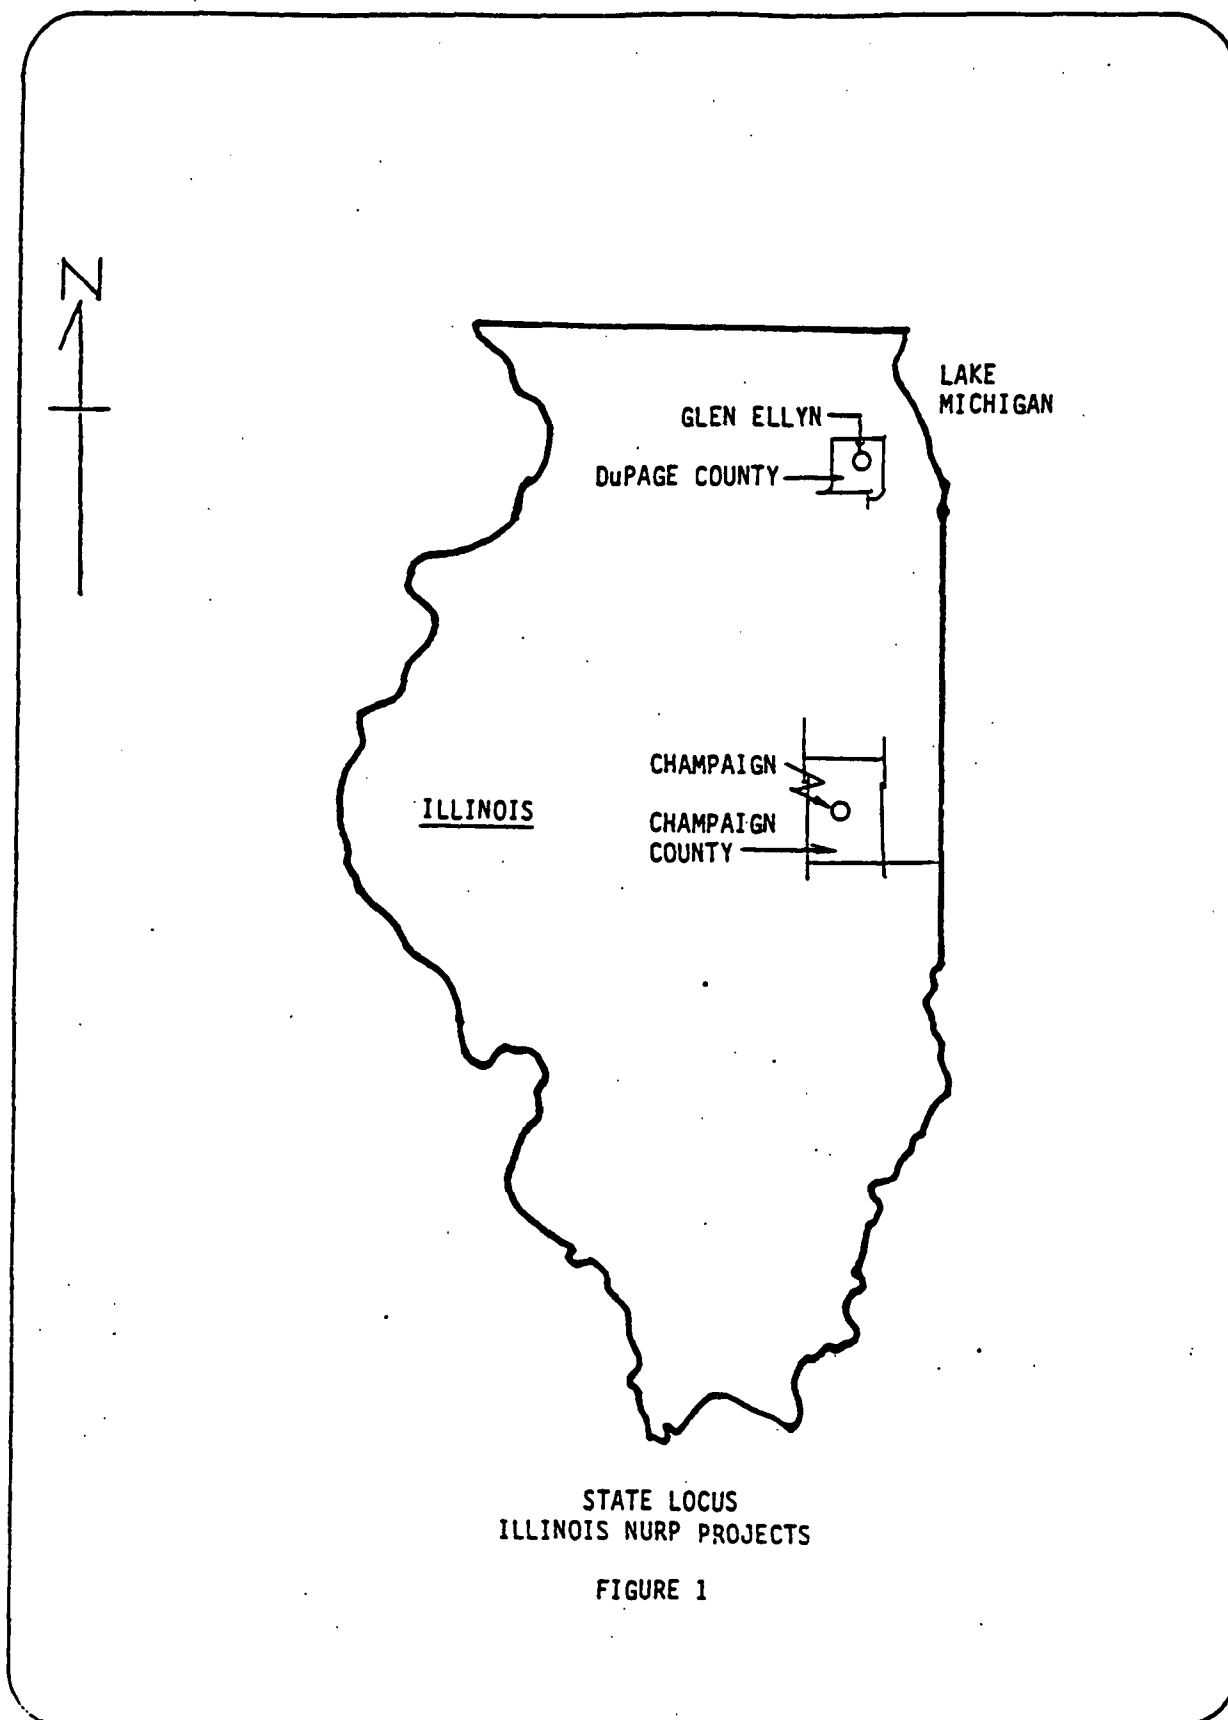 N
LAKE
MICHIGAN
GLEN ELLYN
DuPAGE COUNTY
CHAMPAIGN
ILLINOIS
CHAMPAIGN
COUNTY
STATE LOCUS
ILLINOIS NURP PROJECTS
FIGURE 1